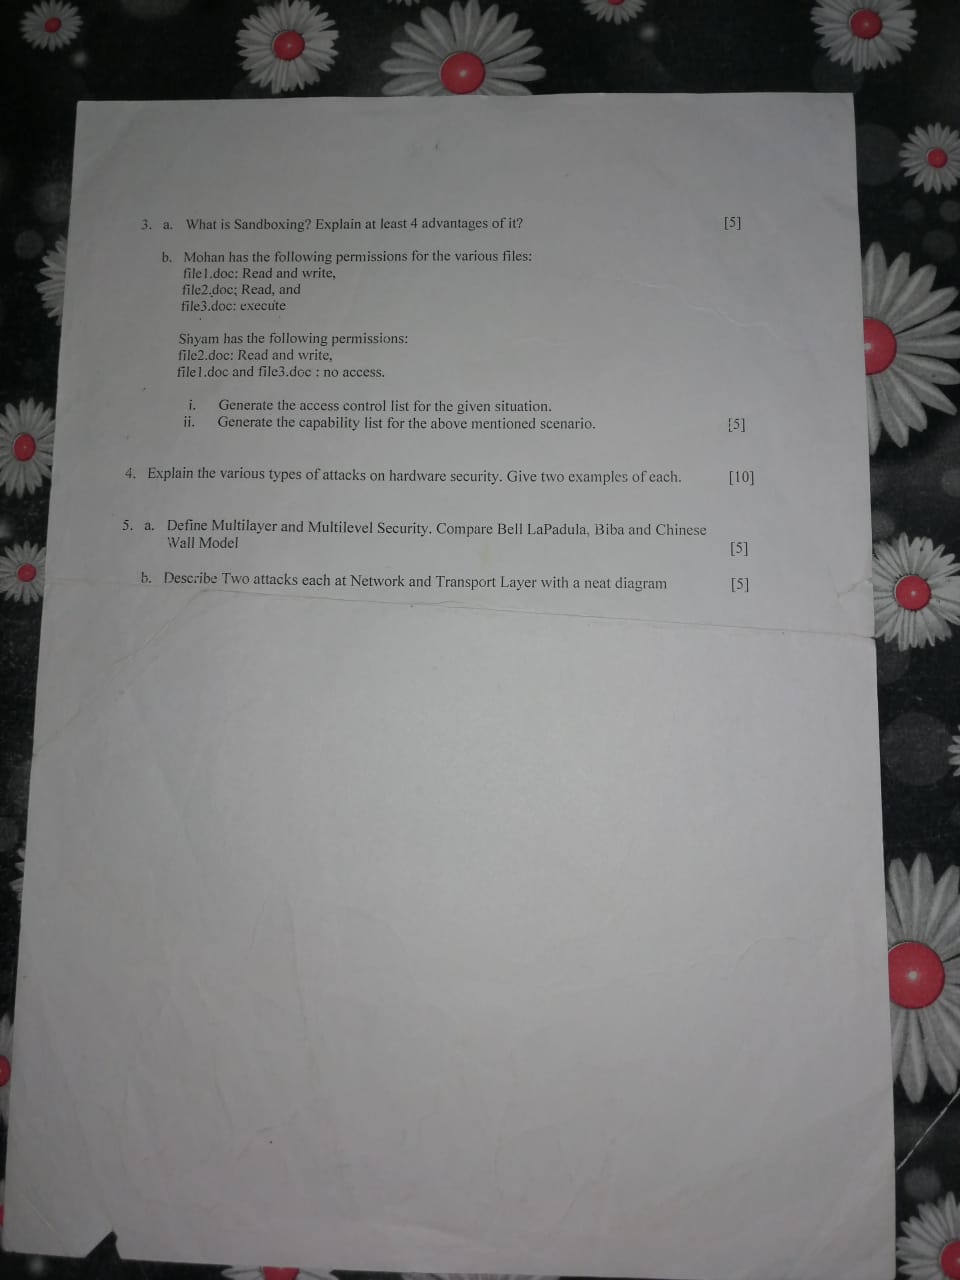 3. a. What is Sandboxing? Explain at least 4 advantages of it? [5]
b. Mohan has the following permissions for the various files:
file1.doc: Read and write,
file2.doc; Read, and
file3.doc: execute
Shyam has the following permissions:
file2.doc: Read and write,
file1.doc and file3.doc : no access.
i. Generate the access control list for the given situation.
ii. Generate the capability list for the above mentioned scenario. [5]
4. Explain the various types of attacks on hardware security. Give two examples of each. [10]
5. a. Define Multilayer and Multilevel Security. Compare Bell LaPadula, Biba and Chinese
Wall Model [5]
b. Describe Two attacks each at Network and Transport Layer with a neat diagram [5]